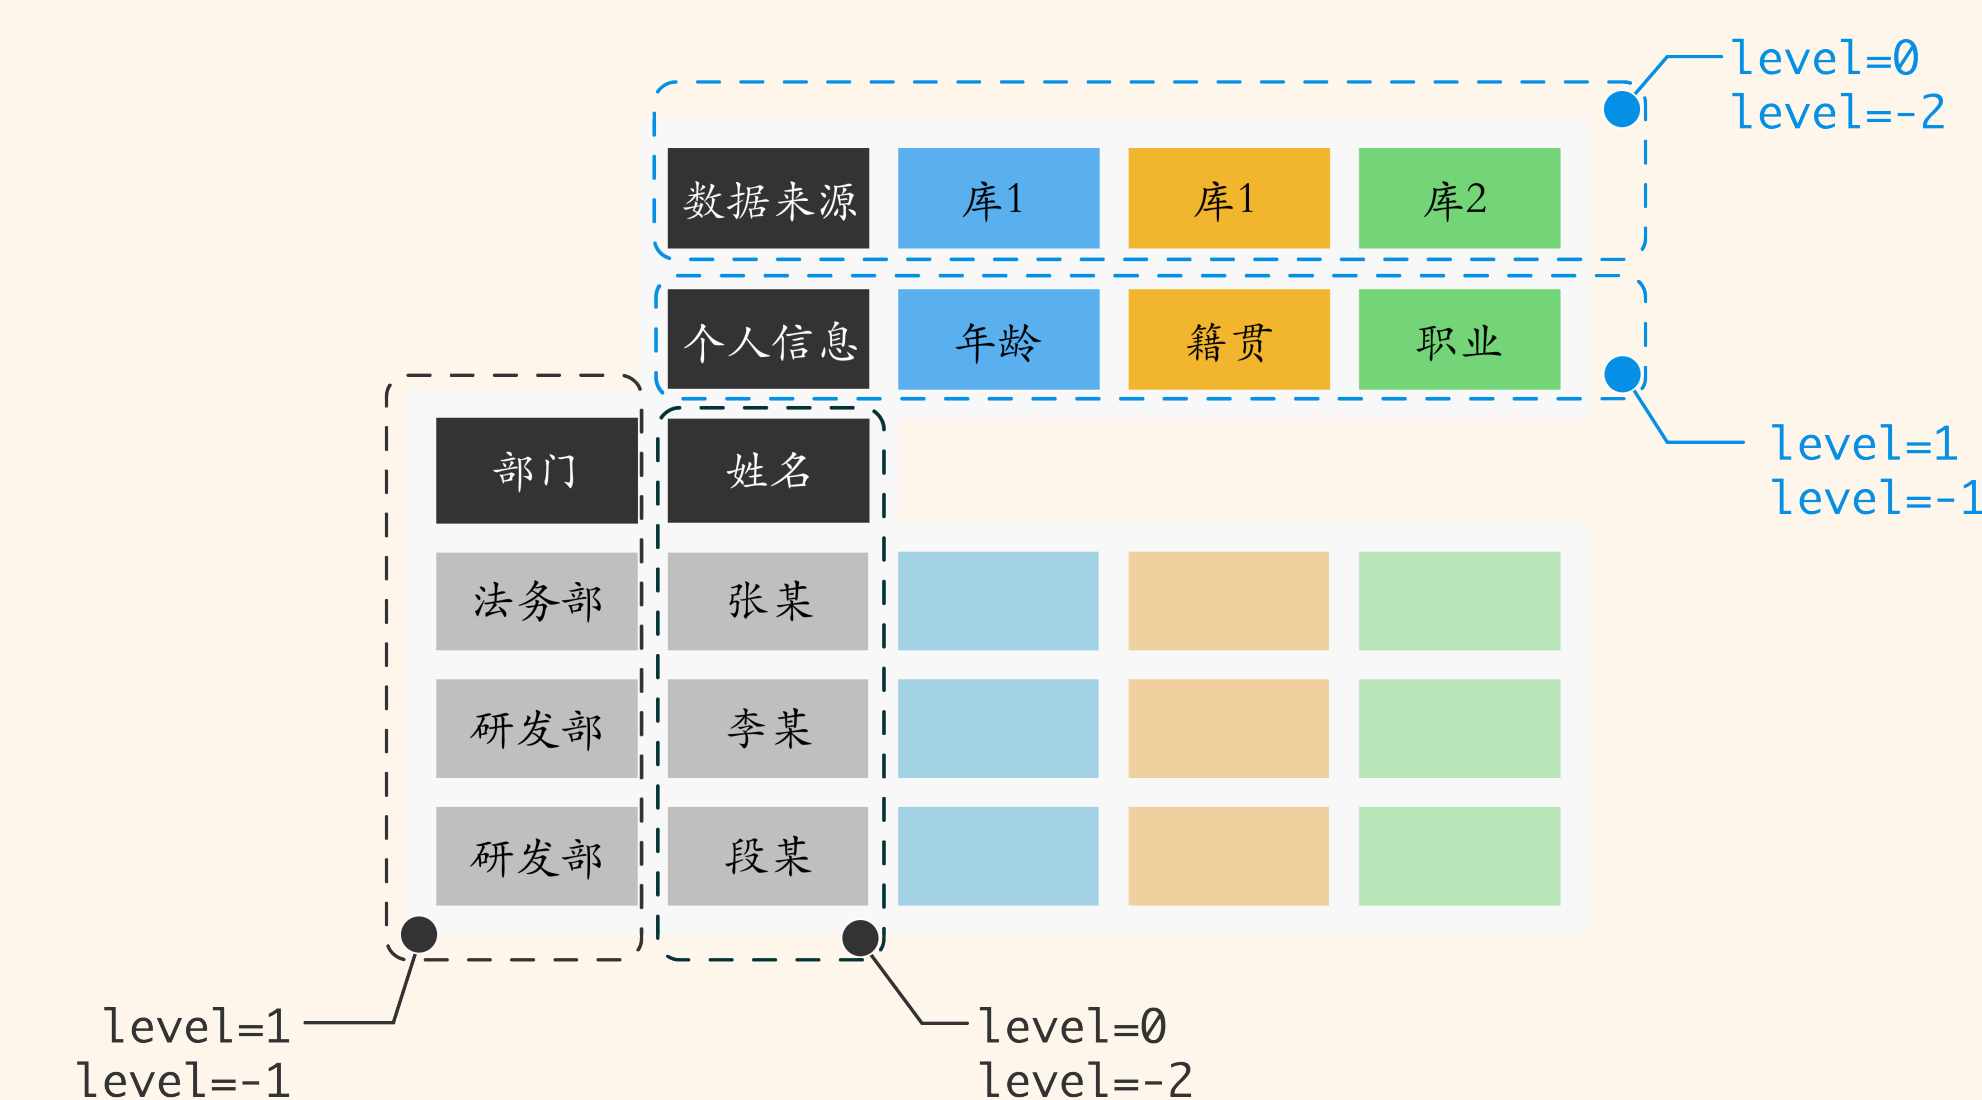 level=0
level=-2
数据来源 库1 库1 库2
个人信息 年龄 籍贯 职业
level=1
level=-1
部门 姓名
法务部 张某
研发部 李某
研发部 段某
level=1
level=-1
level=0
level=-2